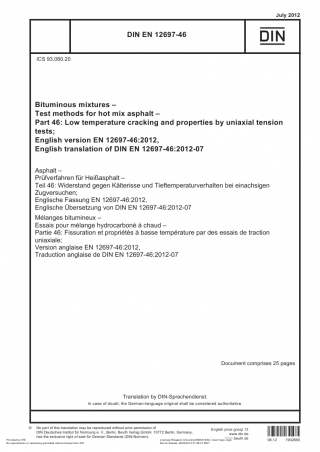 July 2012
DIN EN 12697-46
DIN
ICS 93.080.20
Bituminous mixtures –
Test methods for hot mix asphalt –
Part 46: Low temperature cracking and properties by uniaxial tension
tests;
English version EN 12697-46:2012,
English translation of DIN EN 12697-46:2012-07
Asphalt –
Prüfverfahren für Heißasphalt –
Teil 46: Widerstand gegen Kälterisse und Tieftemperaturverhalten bei einachsigen
Zugversuchen;
Englische Fassung EN 12697-46:2012,
Englische Übersetzung von DIN EN 12697-46:2012-07
Mélanges bitumineux –
Essais pour mélange hydrocarboné à chaud –
Partie 46: Fissuration et propriétés à basse température par des essais de traction
uniaxiale;
Version anglaise EN 12697-46:2012,
Traduction anglaise de DIN EN 12697-46:2012-07
Document comprises 25 pages
Translation by DIN-Sprachendienst.
In case of doubt, the German-language original shall be considered authoritative.
© No part of this translation may be reproduced without prior permission of
DIN Deutsches Institut für Normung e. V., Berlin. Beuth Verlag GmbH, 10772 Berlin, Germany,
has the exclusive right of sale for German Standards (DIN-Normen).
English price group 13
www.din.de
www.beuth.de